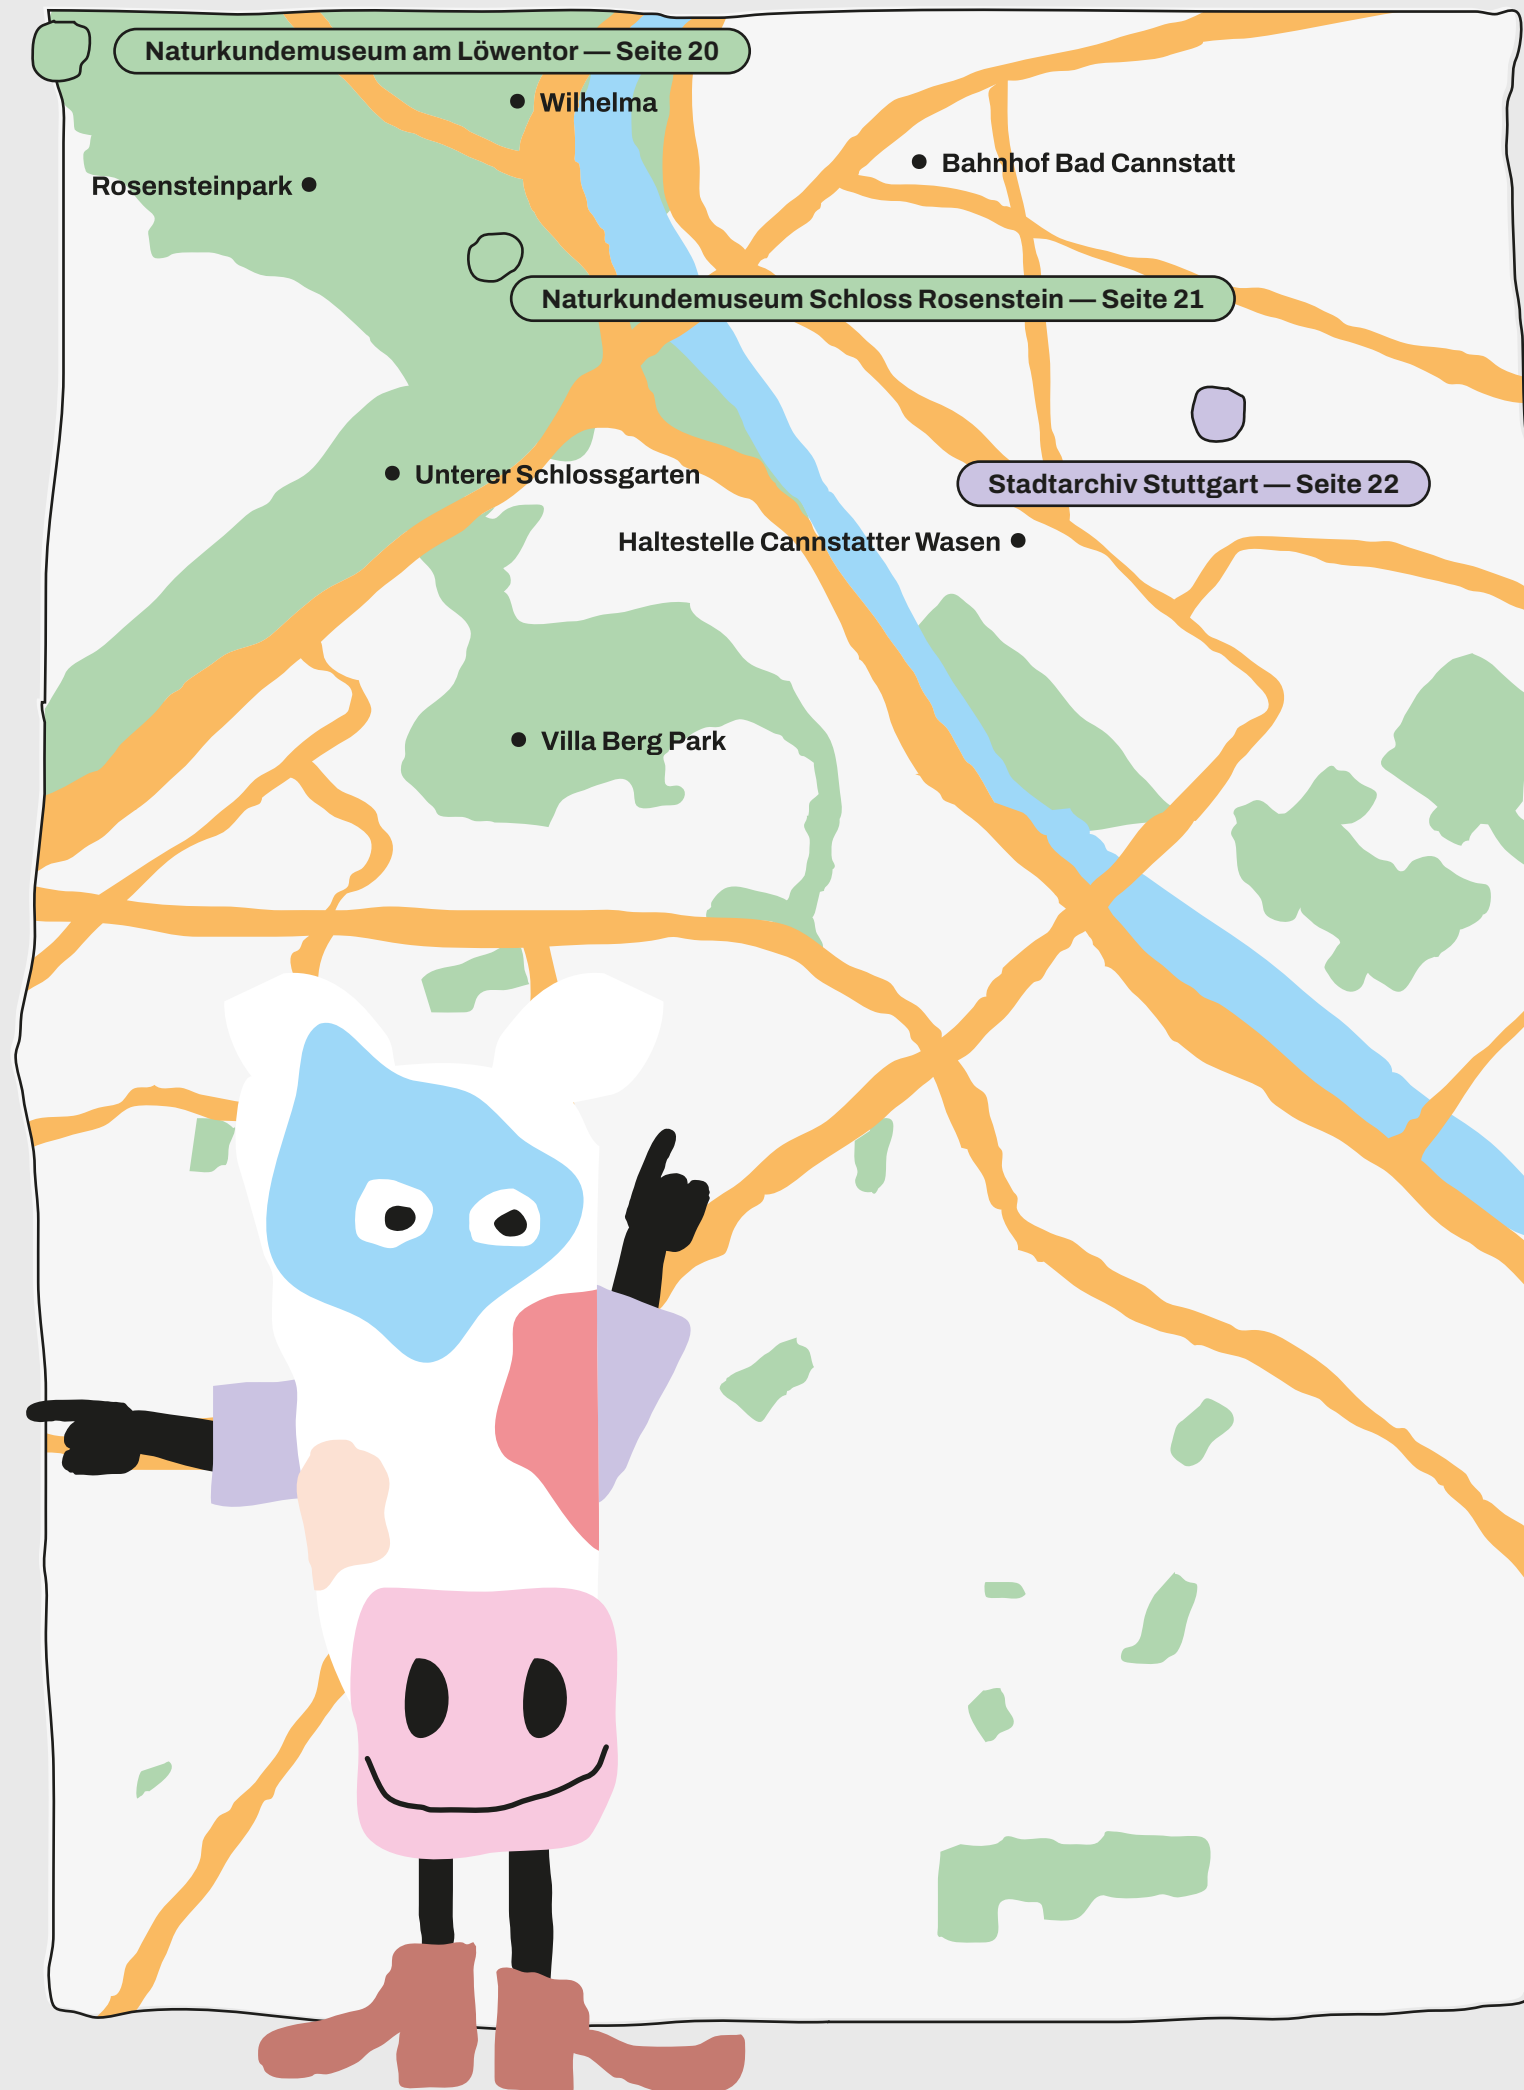 Naturkundemuseum am Löwentor — Seite 20
Wilhelma
Bahnhof Bad Cannstatt
Rosensteinpark
Naturkundemuseum Schloss Rosenstein — Seite 21
Unterer Schlossgarten
Stadtarchiv Stuttgart — Seite 22
Haltestelle Cannstatter Wasen
Villa Berg Park